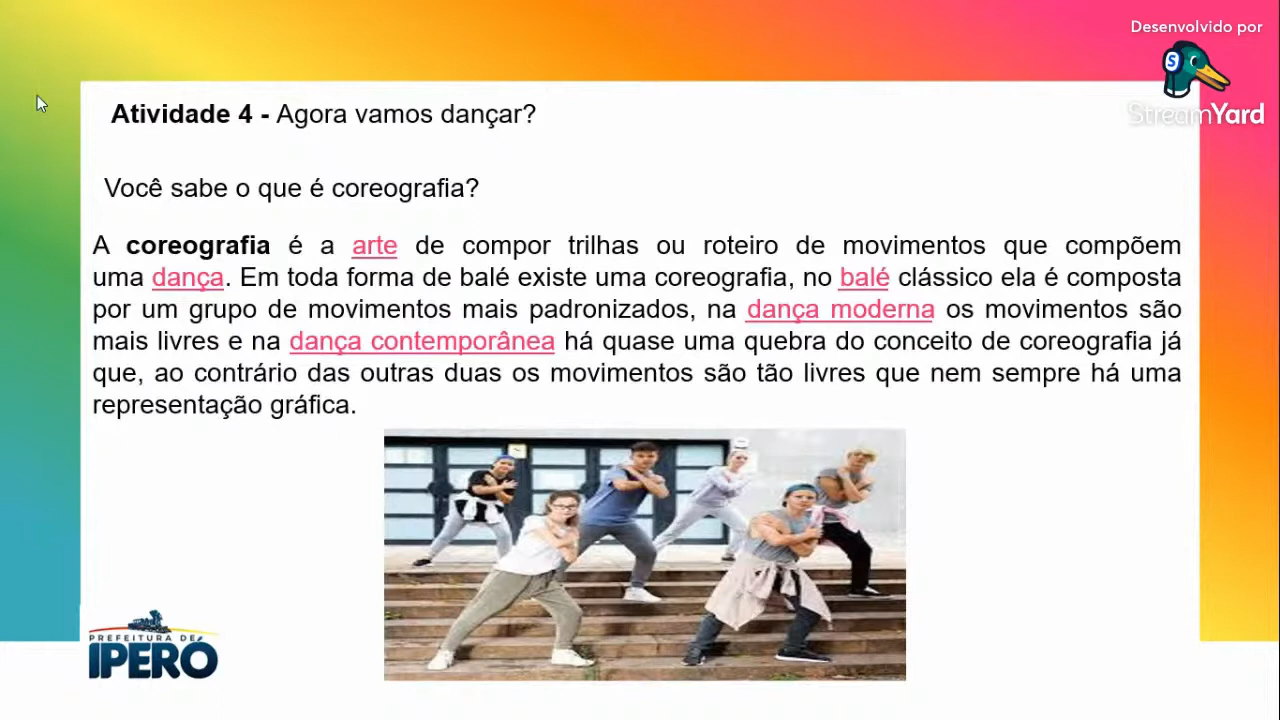 Desenvolvido por
StreamYard
Atividade 4 - Agora vamos dançar?
Você sabe o que é coreografia?
A coreografia é a arte de compor trilhas ou roteiro de movimentos que compõem
uma dança. Em toda forma de balé existe uma coreografia, no balé clássico ela é composta
por um grupo de movimentos mais padronizados, na dança moderna os movimentos são
mais livres e na dança contemporânea há quase uma quebra do conceito de coreografia já
que, ao contrário das outras duas os movimentos são tão livres que nem sempre há uma
representação gráfica.
PREFEITURA DE
IPERÓ